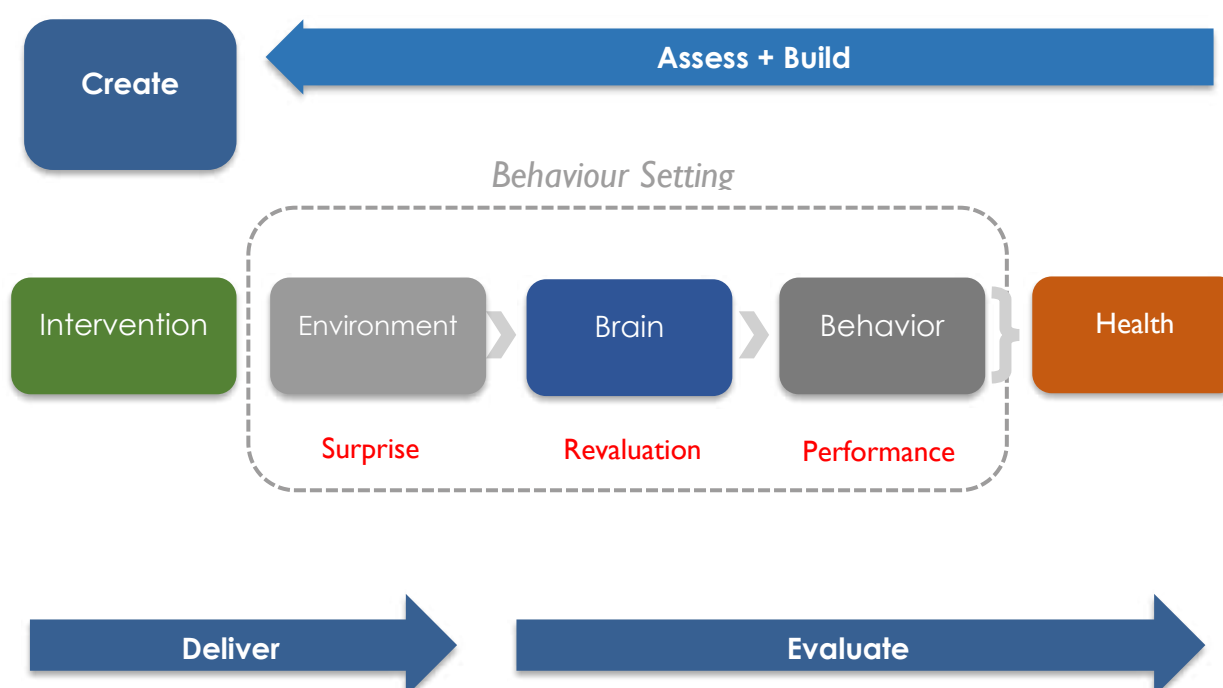 Create
Assess + Build
Behaviour Setting
Intervention
Environment
Brain
Behavior
Health
Surprise
Revaluation
Performance
Deliver
Evaluate